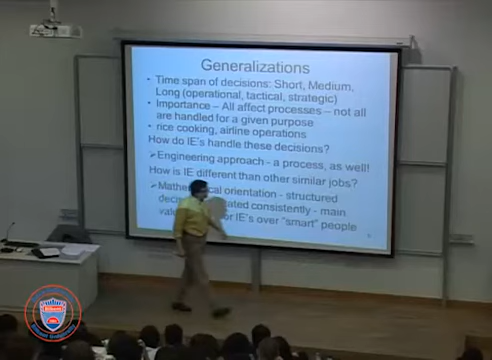 Generalizations
• Time span of decisions: Short, Medium,
Long (operational, tactical, strategic)
• Importance – All affect processes – not all
are handled for a given purpose
• rice cooking, airline operations
How do IE's handle these decisions?
➢Engineering approach - a process, as well!
How is IE different than other similar jobs?
➢ orientation - structured
consistently - main
IE's over "smart" people